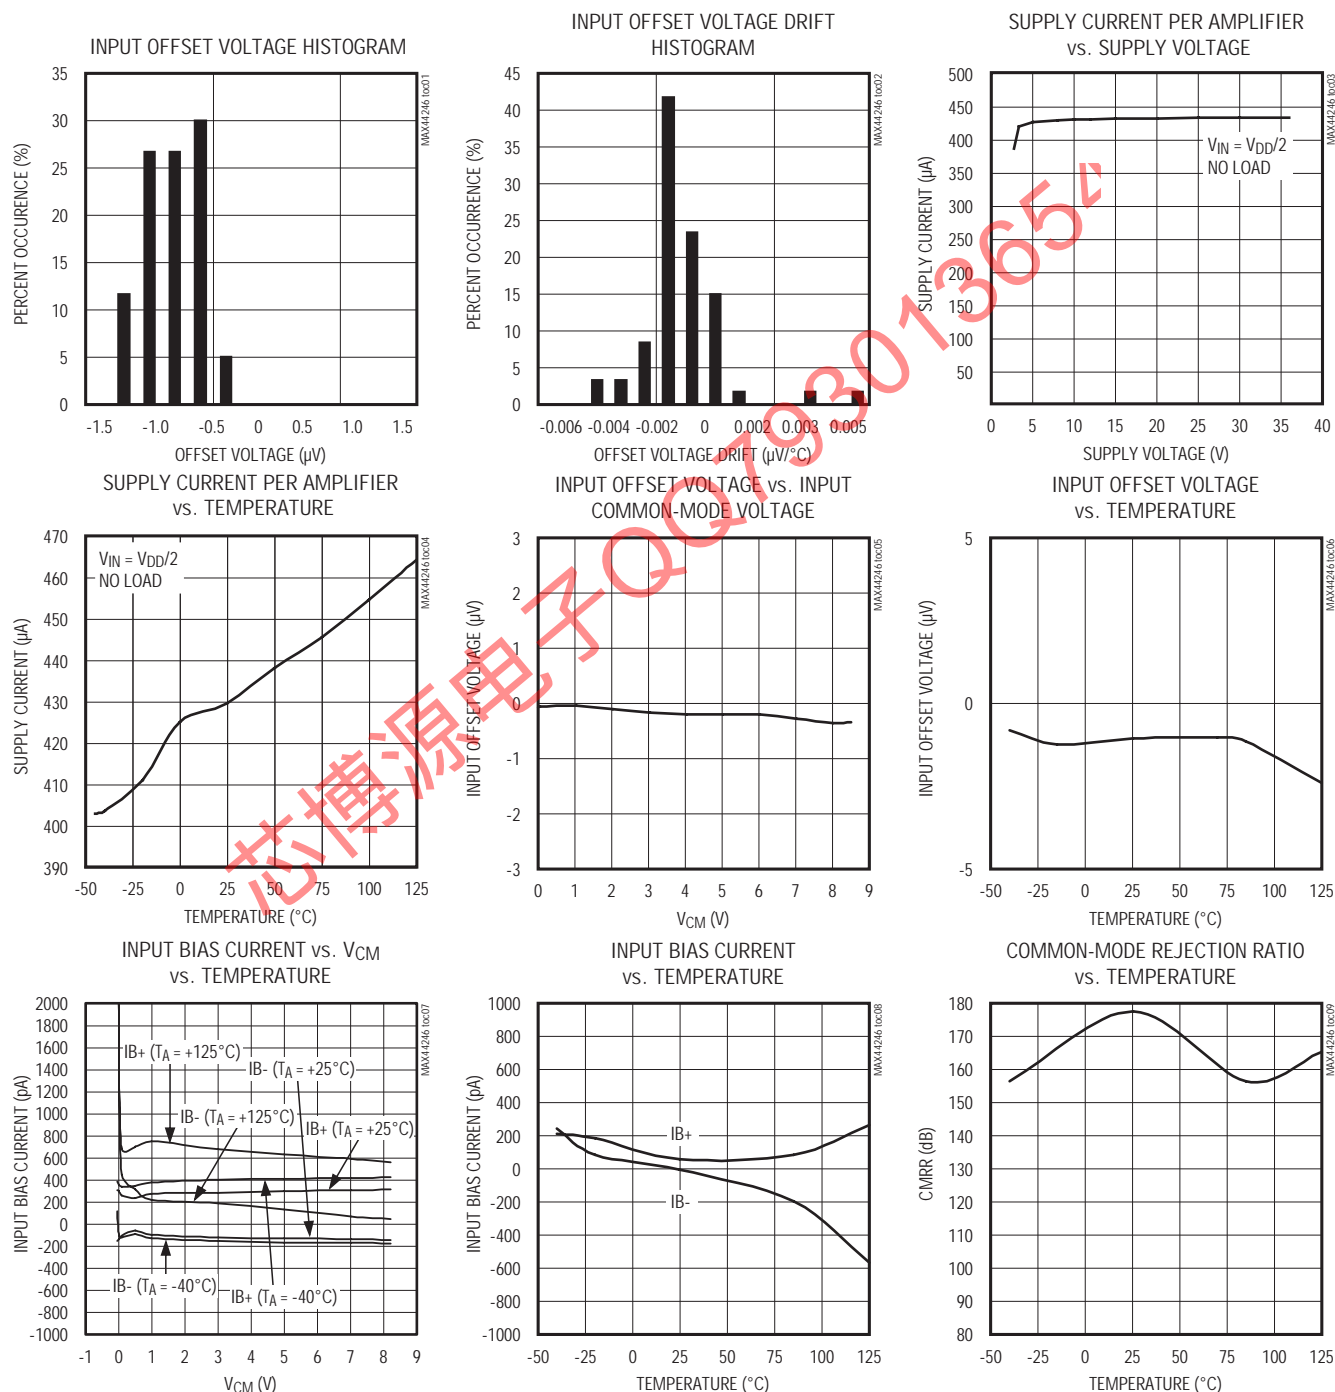 INPUT OFFSET VOLTAGE HISTOGRAM
PERCENT OCCURENCE (%)
35
30
25
20
15
10
5
0
-1.5 -1.0 -0.5 0 0.5 1.0 1.5
OFFSET VOLTAGE (µV)
MAX44246 toc01
INPUT OFFSET VOLTAGE DRIFT
HISTOGRAM
PERCENT OCCURRENCE (%)
45
40
35
30
25
20
15
10
5
0
-0.006 -0.004 -0.002 0 0.002 0.003 0.005
OFFSET VOLTAGE DRIFT (µV/°C)
MAX44246 toc02
SUPPLY CURRENT PER AMPLIFIER
vs. SUPPLY VOLTAGE
SUPPLY CURRENT (µA)
500
450
400
350
300
250
200
150
100
50
0 5 10 15 20 25 30 35 40
SUPPLY VOLTAGE (V)
VIN = VDD/2
NO LOAD
MAX44246 toc03
SUPPLY CURRENT PER AMPLIFIER
vs. TEMPERATURE
SUPPLY CURRENT (µA)
470
460
450
440
430
420
410
400
390
-50 -25 0 25 50 75 100 125
TEMPERATURE (°C)
VIN = VDD/2
NO LOAD
MAX44246 toc04
INPUT OFFSET VOLTAGE vs. INPUT
COMMON-MODE VOLTAGE
INPUT OFFSET VOLTAGE (µV)
3
2
1
0
-1
-2
-3
0 1 2 3 4 5 6 7 8 9
VCM (V)
MAX44246 toc05
INPUT OFFSET VOLTAGE
vs. TEMPERATURE
INPUT OFFSET VOLTAGE (µV)
5
0
-5
-50 -25 0 25 50 75 100 125
TEMPERATURE (°C)
MAX44246 toc06
INPUT BIAS CURRENT vs. VCM
vs. TEMPERATURE
INPUT BIAS CURRENT (pA)
2000
1800
1600
1400
1200
1000
800
600
400
200
0
-200
-400
-600
-800
-1000
-1 0 1 2 3 4 5 6 7 8 9
VCM (V)
IB+ (TA = +125°C)
IB- (TA = +25°C)
IB- (TA = +125°C)
IB+ (TA = +25°C)
IB- (TA = -40°C)
IB+ (TA = -40°C)
MAX44246 toc07
INPUT BIAS CURRENT
vs. TEMPERATURE
INPUT BIAS CURRENT (pA)
1000
800
600
400
200
0
-200
-400
-600
-800
-1000
-50 -25 0 25 50 75 100 125
TEMPERATURE (°C)
IB+
IB-
MAX44246 toc08
COMMON-MODE REJECTION RATIO
vs. TEMPERATURE
CMRR (dB)
180
170
160
150
140
130
120
110
100
90
80
-50 -25 0 25 50 75 100 125
TEMPERATURE (°C)
MAX44246 toc09
芯博源电子QQ793013654